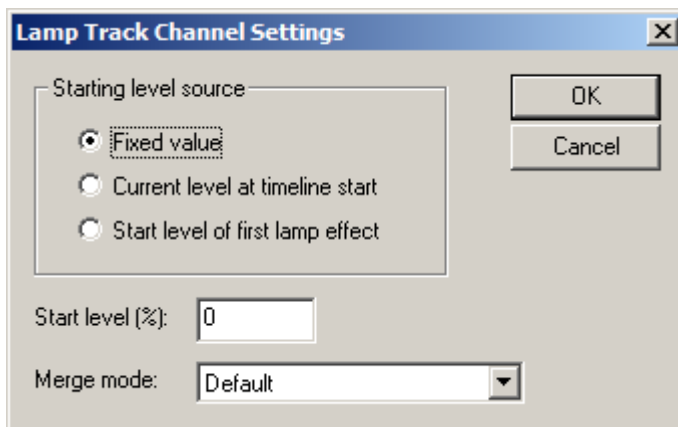 Lamp Track Channel Settings
Starting level source
Fixed value
Current level at timeline start
Start level of first lamp effect
OK
Cancel
Start level (%): 0
Merge mode: Default